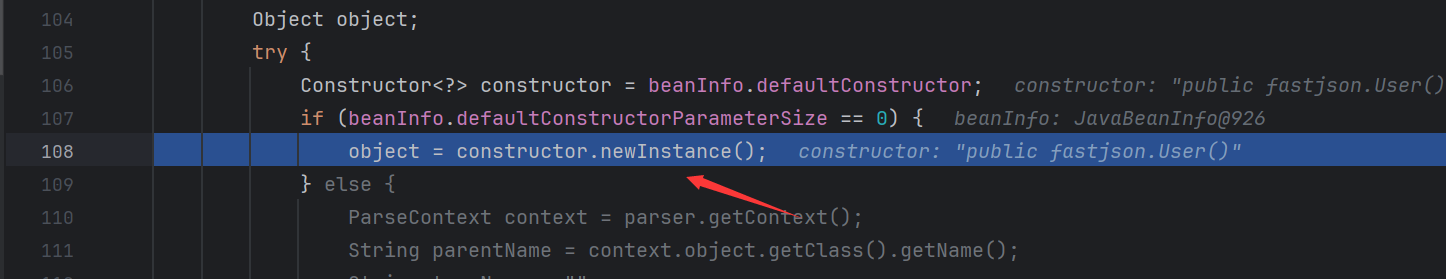 104 Object object;
105 try {
106 Constructor<?> constructor = beanInfo.defaultConstructor; constructor: "public fastjson.User()
107 if (beanInfo.defaultConstructorParameterSize == 0) { beanInfo: JavaBeanInfo@926
108 object = constructor.newInstance(); constructor: "public fastjson.User()"
109 } else {
110 ParseContext context = parser.getContext();
111 String parentName = context.object.getClass().getName();